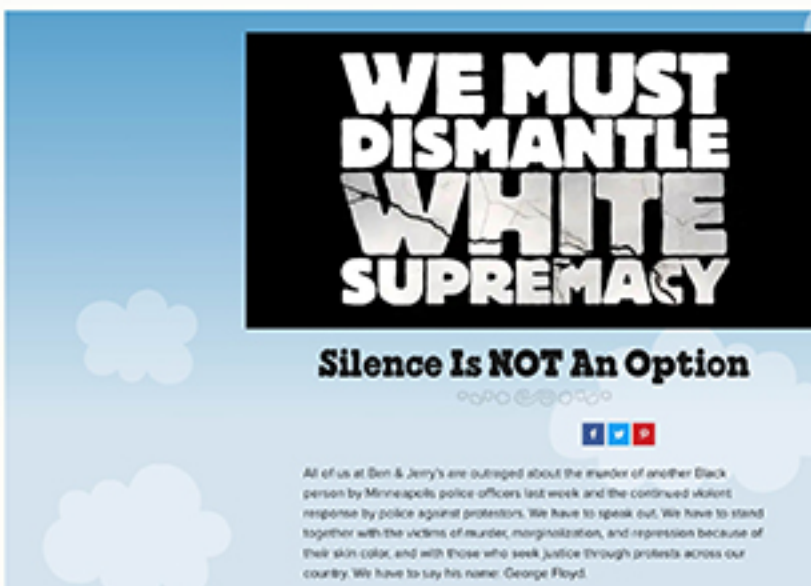 WE MUST
DISMANTLE
WHITE
SUPREMACY
Silence Is NOT An Option
All of us at Ben & Jerry's are outraged about the murder of another Black
person by Minneapolis police officers last week and the continued violent
response by police against protestors. We have to speak out. We have to stand
together with the victims of murder, marginalization, and repression because of
their skin color, and with those who seek justice through protests across our
country. We have to say his name: George Floyd.